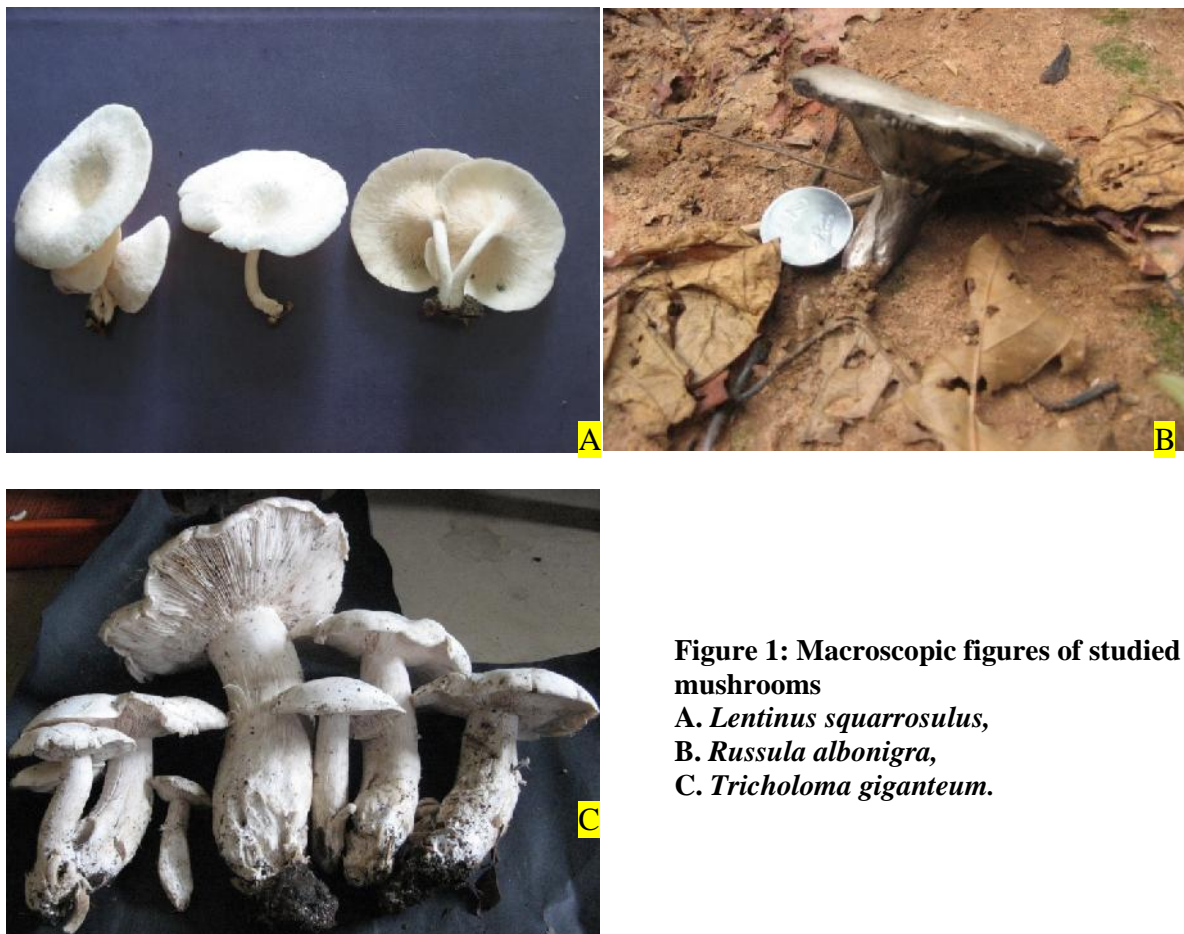 A
B
C
Figure 1: Macroscopic figures of studied
mushrooms
A. Lentinus squarrosulus,
B. Russula albonigra,
C. Tricholoma giganteum.